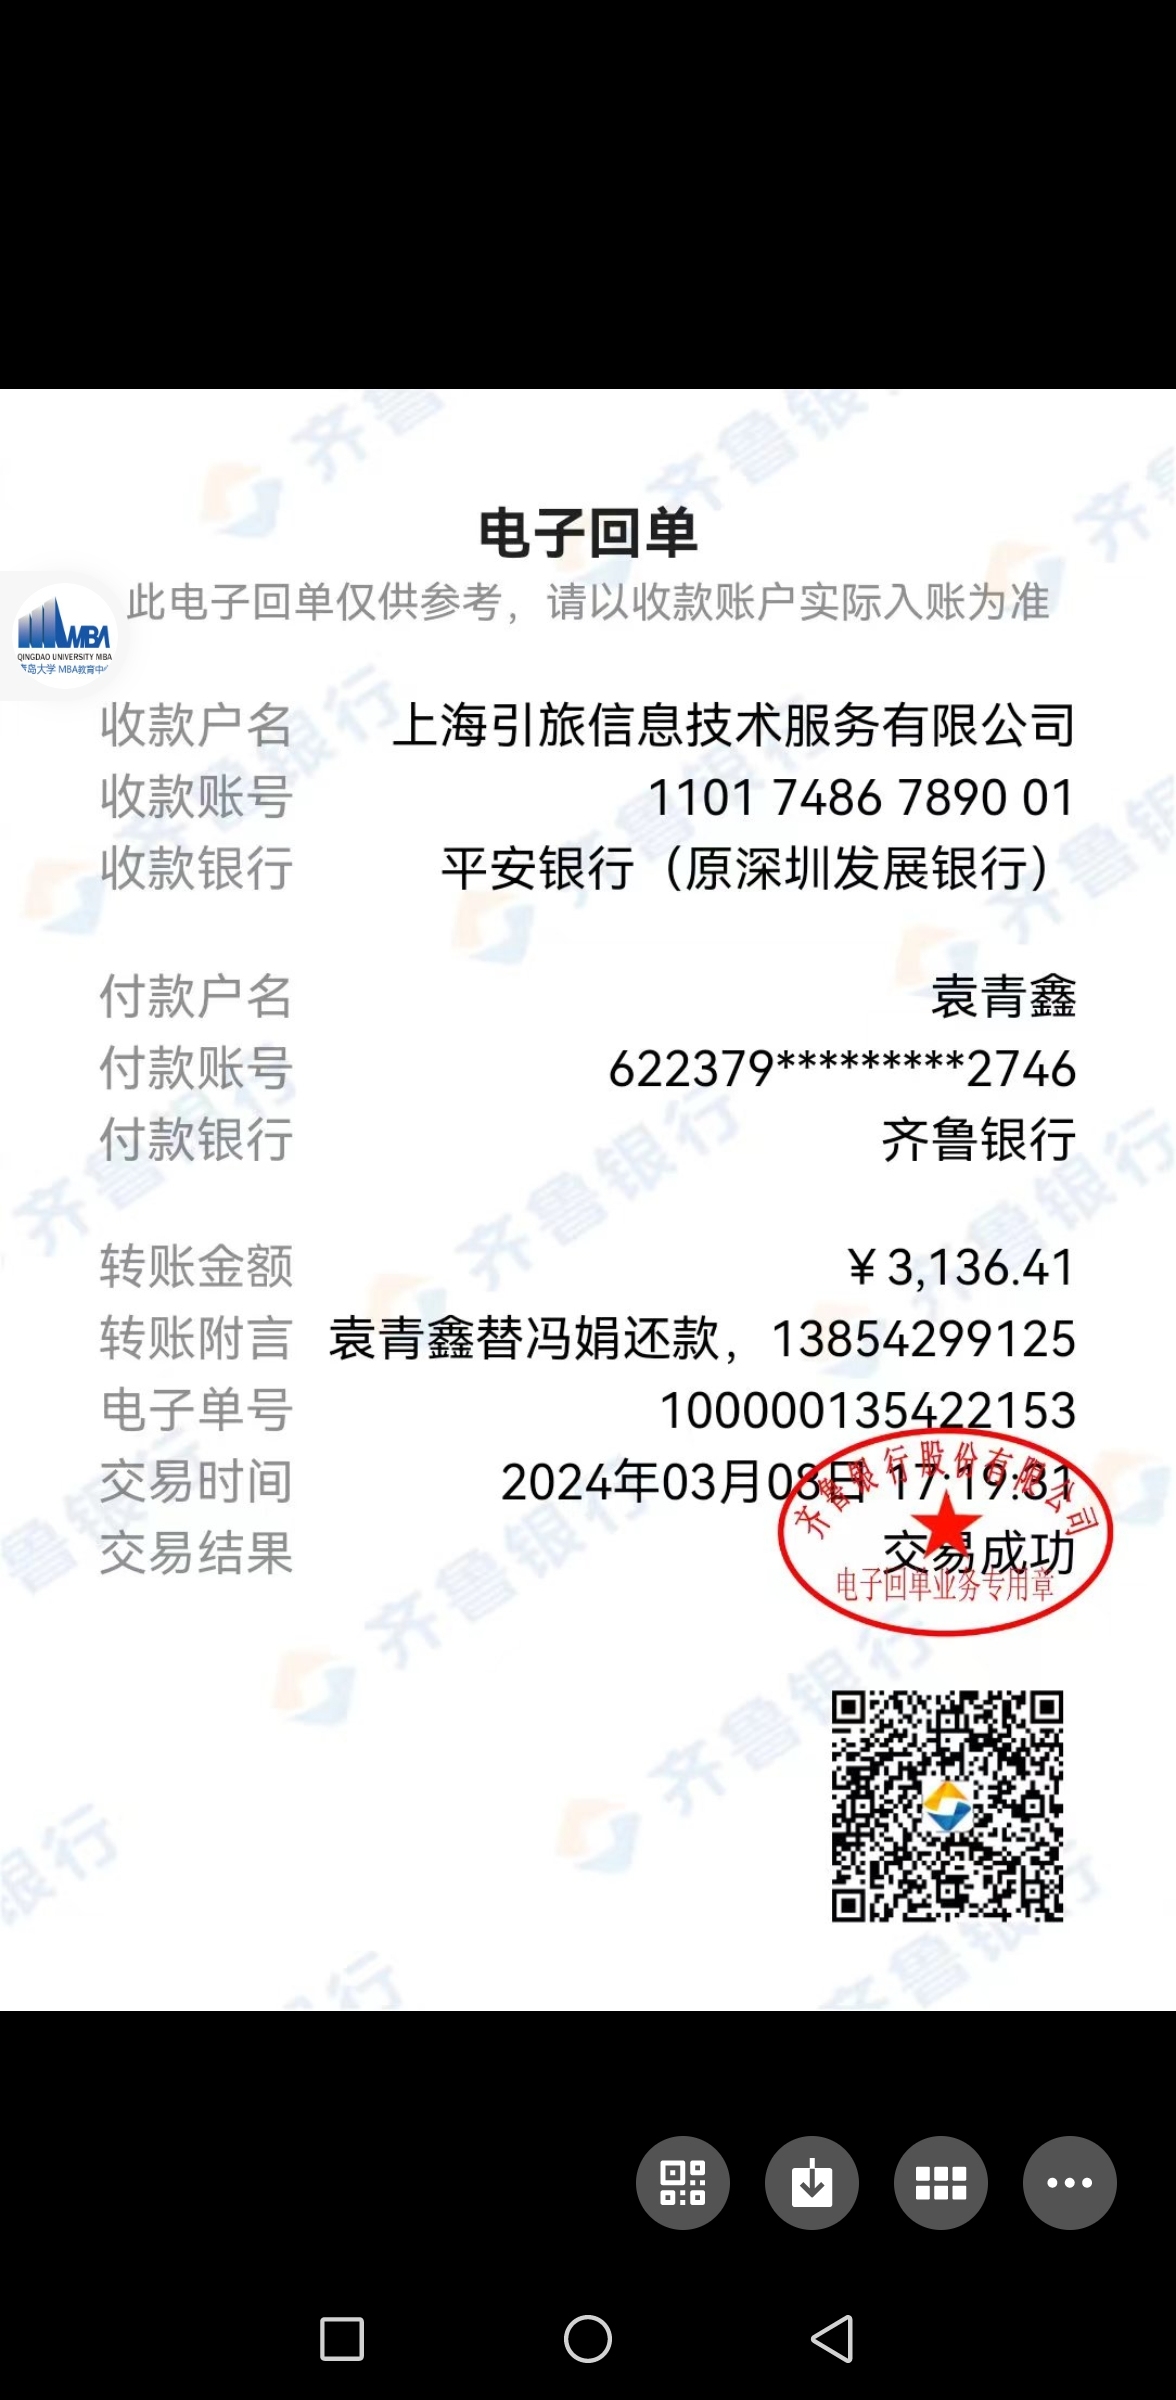 电子回单
此电子回单仅供参考，请以收款账户实际入账为准
MBA
QINGDAO UNIVERSITY MBA
青岛大学 MBA教育中心
收款户名 上海引旅信息技术服务有限公司
收款账号 1101 7486 7890 01
收款银行 平安银行（原深圳发展银行）
付款户名 袁青鑫
付款账号 622379*********2746
付款银行 齐鲁银行
转账金额 ¥3,136.41
转账附言 袁青鑫替冯娟还款，13854299125
电子单号 100000135422153
交易时间 2024年03月08日 17:19:31
交易结果 交易成功
齐鲁银行股份有限公司
电子回单业务专用章
齐鲁银行